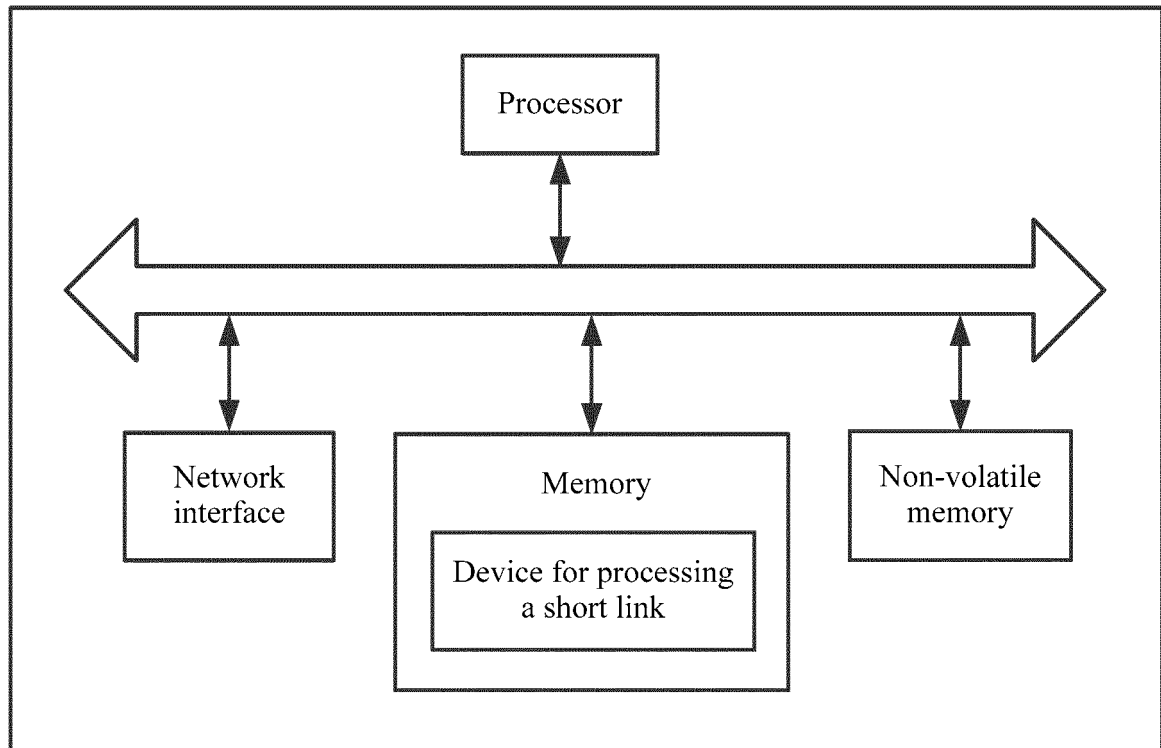 Processor
Network
interface
Memory
Device for processing
a short link
Non-volatile
memory